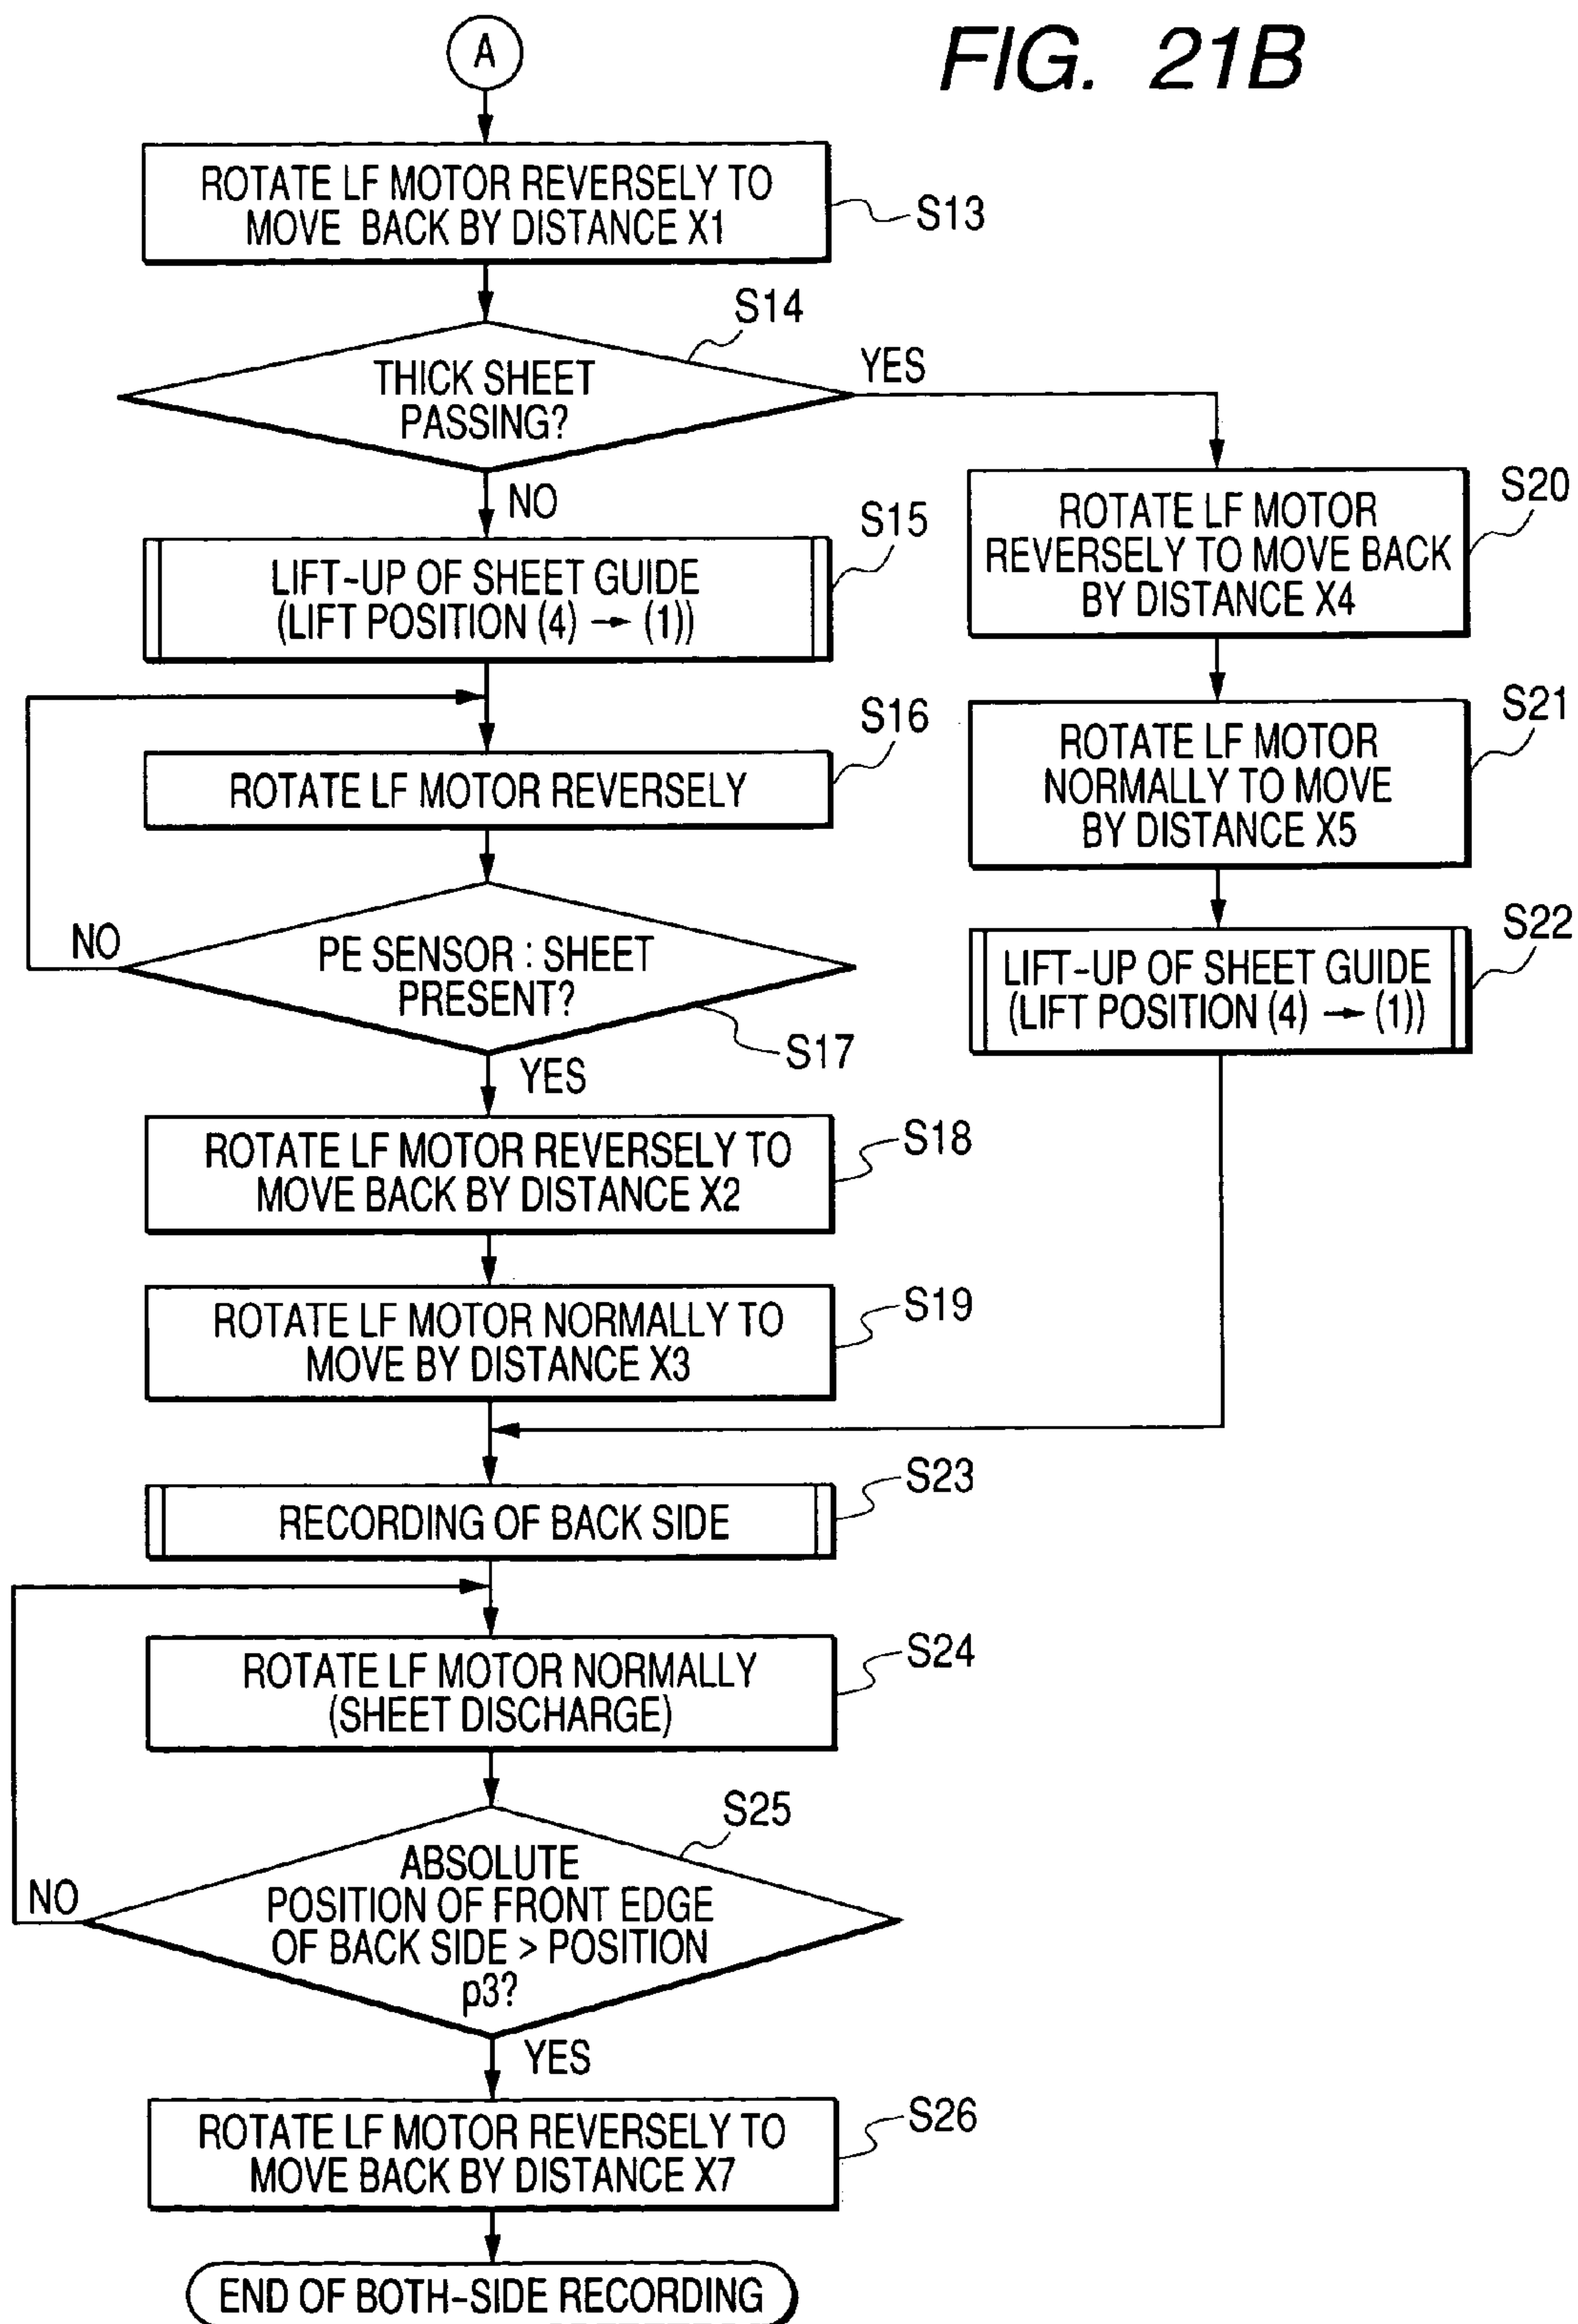 FIG. 21B
A
ROTATE LF MOTOR REVERSELY TO
MOVE BACK BY DISTANCE X1
S13
S14
THICK SHEET
PASSING?
YES
NO
S15
LIFT-UP OF SHEET GUIDE
(LIFT POSITION (4) → (1))
S16
ROTATE LF MOTOR REVERSELY
NO
PE SENSOR : SHEET
PRESENT?
S17
YES
ROTATE LF MOTOR REVERSELY TO
MOVE BACK BY DISTANCE X2
S18
ROTATE LF MOTOR NORMALLY TO
MOVE BY DISTANCE X3
S19
S20
ROTATE LF MOTOR
REVERSELY TO MOVE BACK
BY DISTANCE X4
S21
ROTATE LF MOTOR
NORMALLY TO MOVE
BY DISTANCE X5
S22
LIFT-UP OF SHEET GUIDE
(LIFT POSITION (4) → (1))
S23
RECORDING OF BACK SIDE
S24
ROTATE LF MOTOR NORMALLY
(SHEET DISCHARGE)
S25
ABSOLUTE
POSITION OF FRONT EDGE
OF BACK SIDE > POSITION
p3?
NO
YES
ROTATE LF MOTOR REVERSELY TO
MOVE BACK BY DISTANCE X7
S26
END OF BOTH-SIDE RECORDING